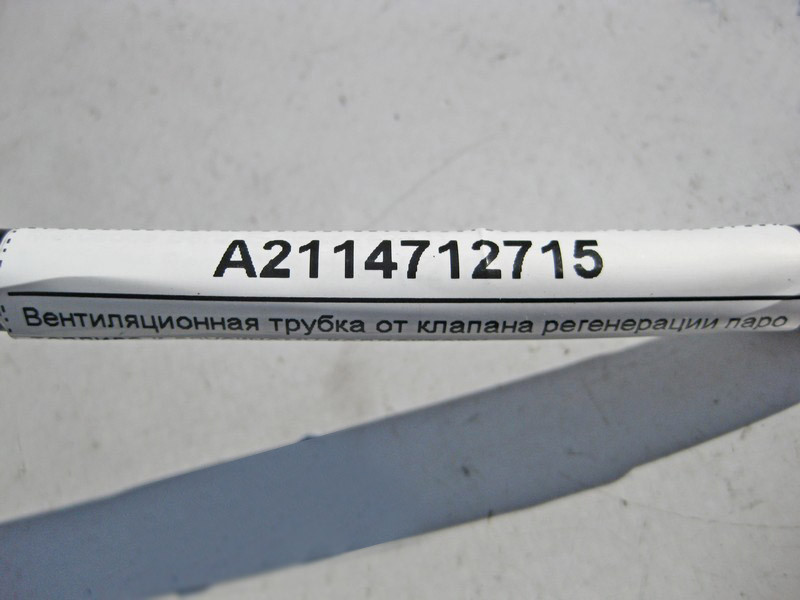 A2114712715
Вентиляционная трубка от клапана регенерации паро